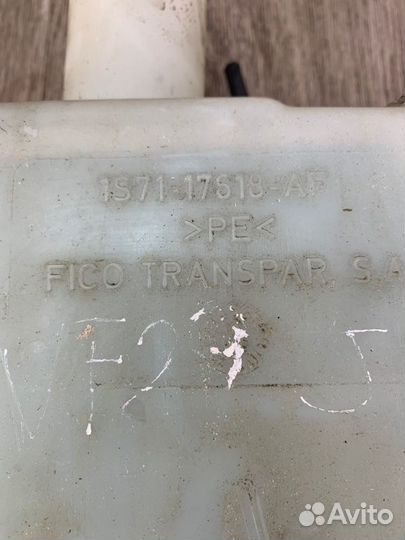 1S71-17618-AF
>PE<
FICO TRANSPAR, S.A
Avito